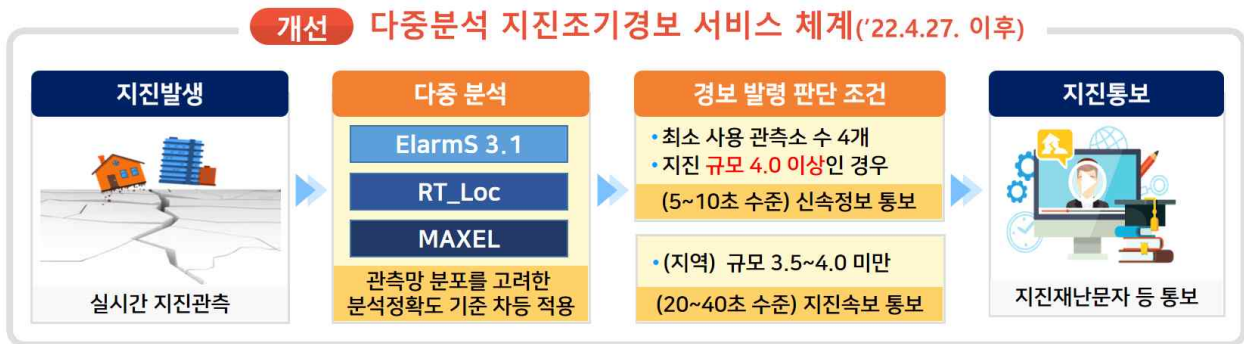 개선 다중분석 지진조기경보 서비스 체계('22.4.27. 이후)
지진발생
실시간 지진관측
다중 분석
ElarmS 3.1
RT_Loc
MAXEL
관측망 분포를 고려한
분석정확도 기준 차등 적용
경보 발령 판단 조건
• 최소 사용 관측소 수 4개
• 지진 규모 4.0 이상인 경우
(5~10초 수준) 신속정보 통보
• (지역) 규모 3.5~4.0 미만
(20~40초 수준) 지진속보 통보
지진통보
지진재난문자 등 통보